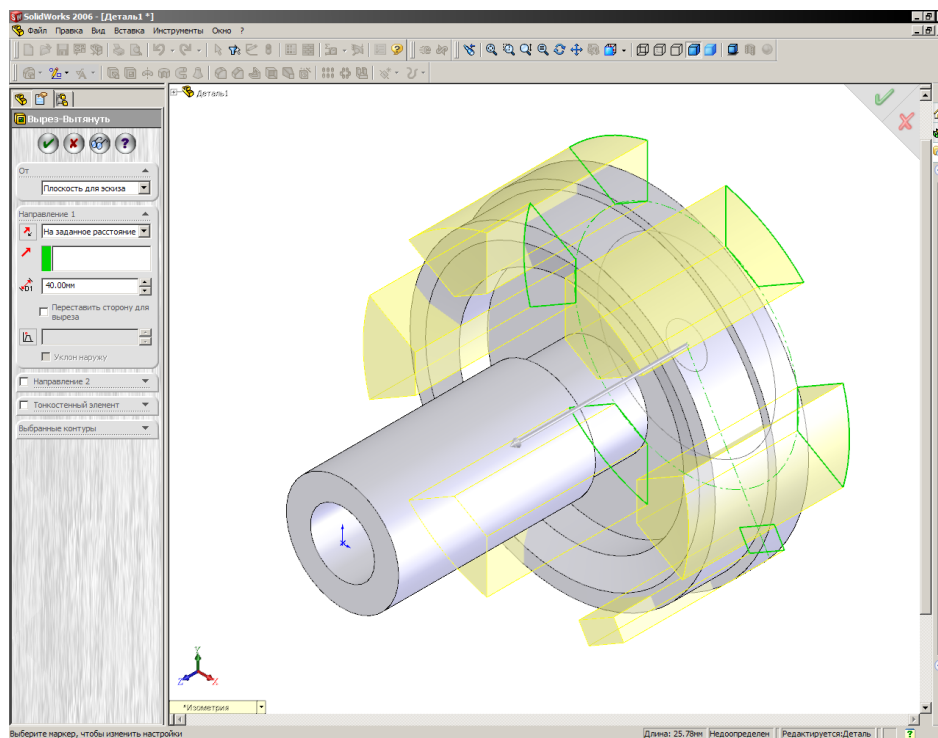 SolidWorks 2006 - [Деталь1 *]
Файл Правка Вид Вставка Инструменты Окно ?
Деталь1
Вырез-Вытянуть
От
Плоскость для эскиза
Направление 1
На заданное расстояние
D1 40.00мм
Переставить сторону для
выреза
Уклон наружу
Направление 2
Тонкостенный элемент
Выбранные контуры
Y
Z X
*Изометрия
Выберите маркер, чтобы изменить настройки
Длина: 25.78мм Недоопределен Редактируется:Деталь ?